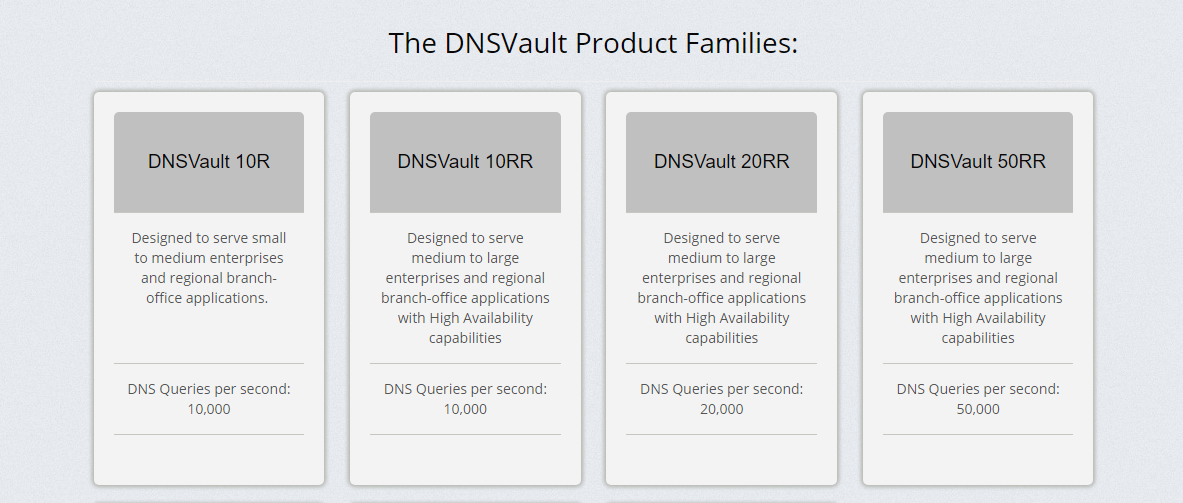 The DNSVault Product Families:
DNSVault 10R
Designed to serve small
to medium enterprises
and regional branch-
office applications.
DNS Queries per second:
10,000
DNSVault 10RR
Designed to serve
medium to large
enterprises and regional
branch-office applications
with High Availability
capabilities
DNS Queries per second:
10,000
DNSVault 20RR
Designed to serve
medium to large
enterprises and regional
branch-office applications
with High Availability
capabilities
DNS Queries per second:
20,000
DNSVault 50RR
Designed to serve
medium to large
enterprises and regional
branch-office applications
with High Availability
capabilities
DNS Queries per second:
50,000